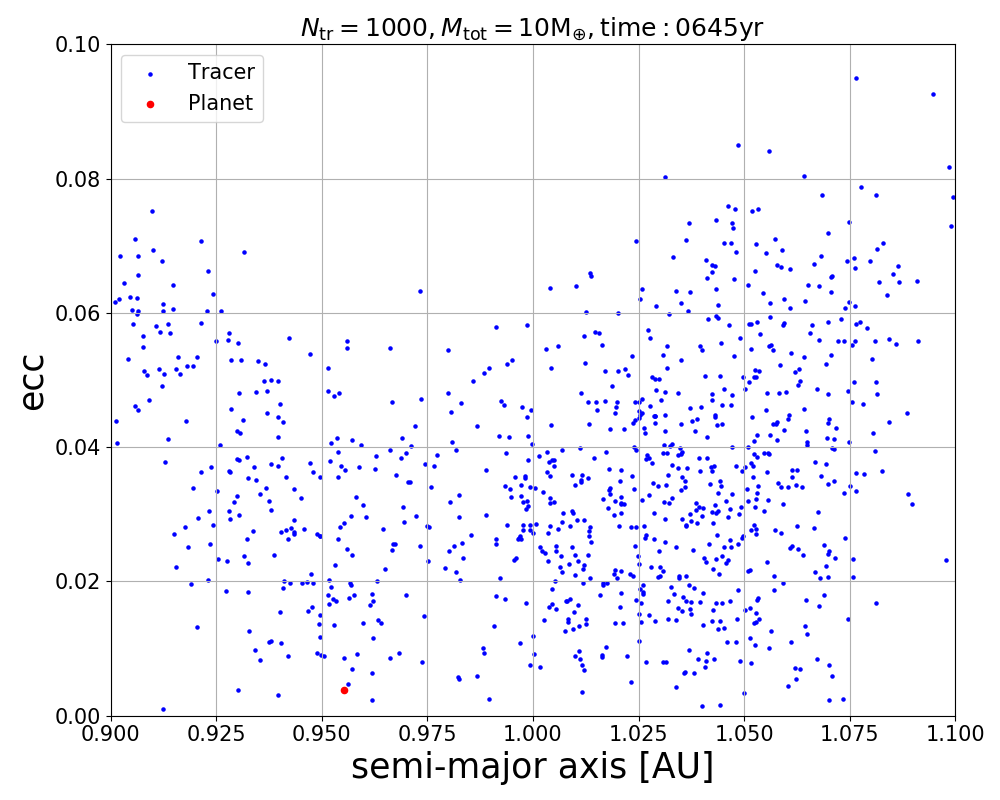 N_tr = 1000, M_tot = 10M_⊕, time : 0645yr
Tracer
Planet
0.10
0.08
0.06
0.04
0.02
0.00
ecc
0.900 0.925 0.950 0.975 1.000 1.025 1.050 1.075 1.100
semi-major axis [AU]